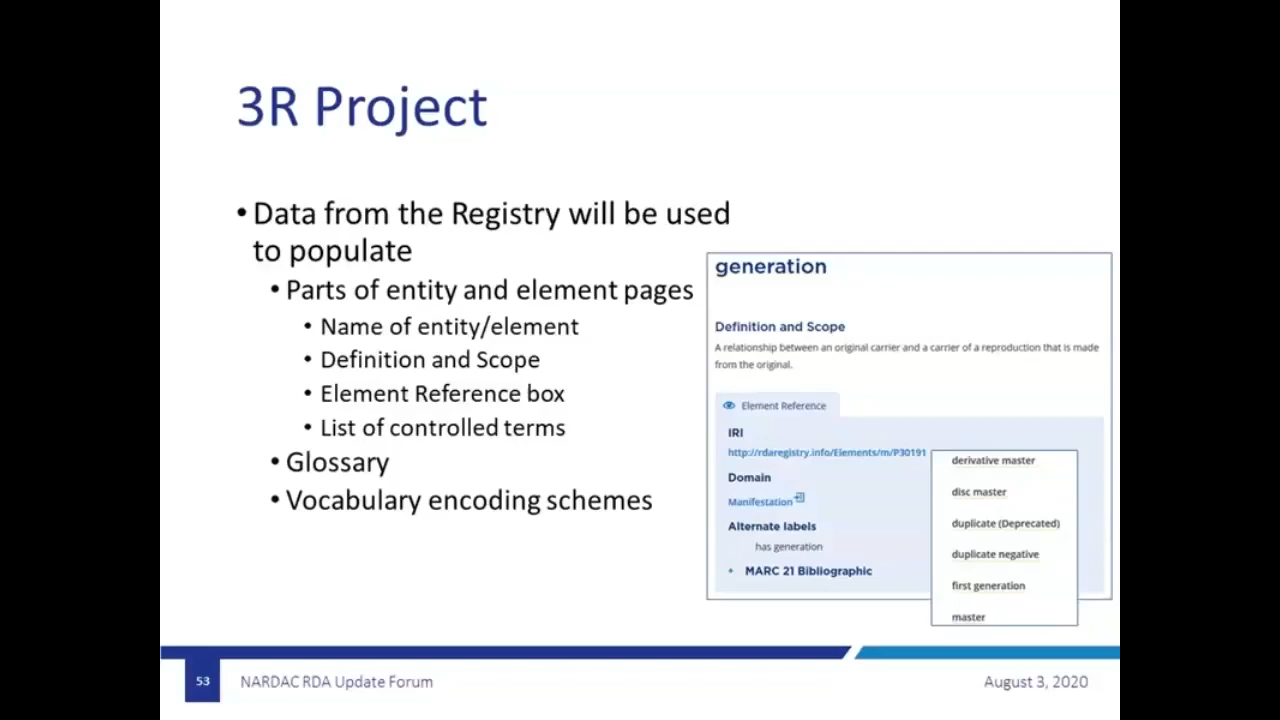 3R Project
• Data from the Registry will be used
to populate
• Parts of entity and element pages
• Name of entity/element
• Definition and Scope
• Element Reference box
• List of controlled terms
• Glossary
• Vocabulary encoding schemes
generation
Definition and Scope
A relationship between an original carrier and a carrier of a reproduction that is made
from the original.
Element Reference
IRI
http://rdaregistry.info/Elements/m/P30191
Domain
Manifestation
Alternate labels
has generation
+ MARC 21 Bibliographic
derivative master
disc master
duplicate (Deprecated)
duplicate negative
first generation
master
53
NARDAC RDA Update Forum
August 3, 2020